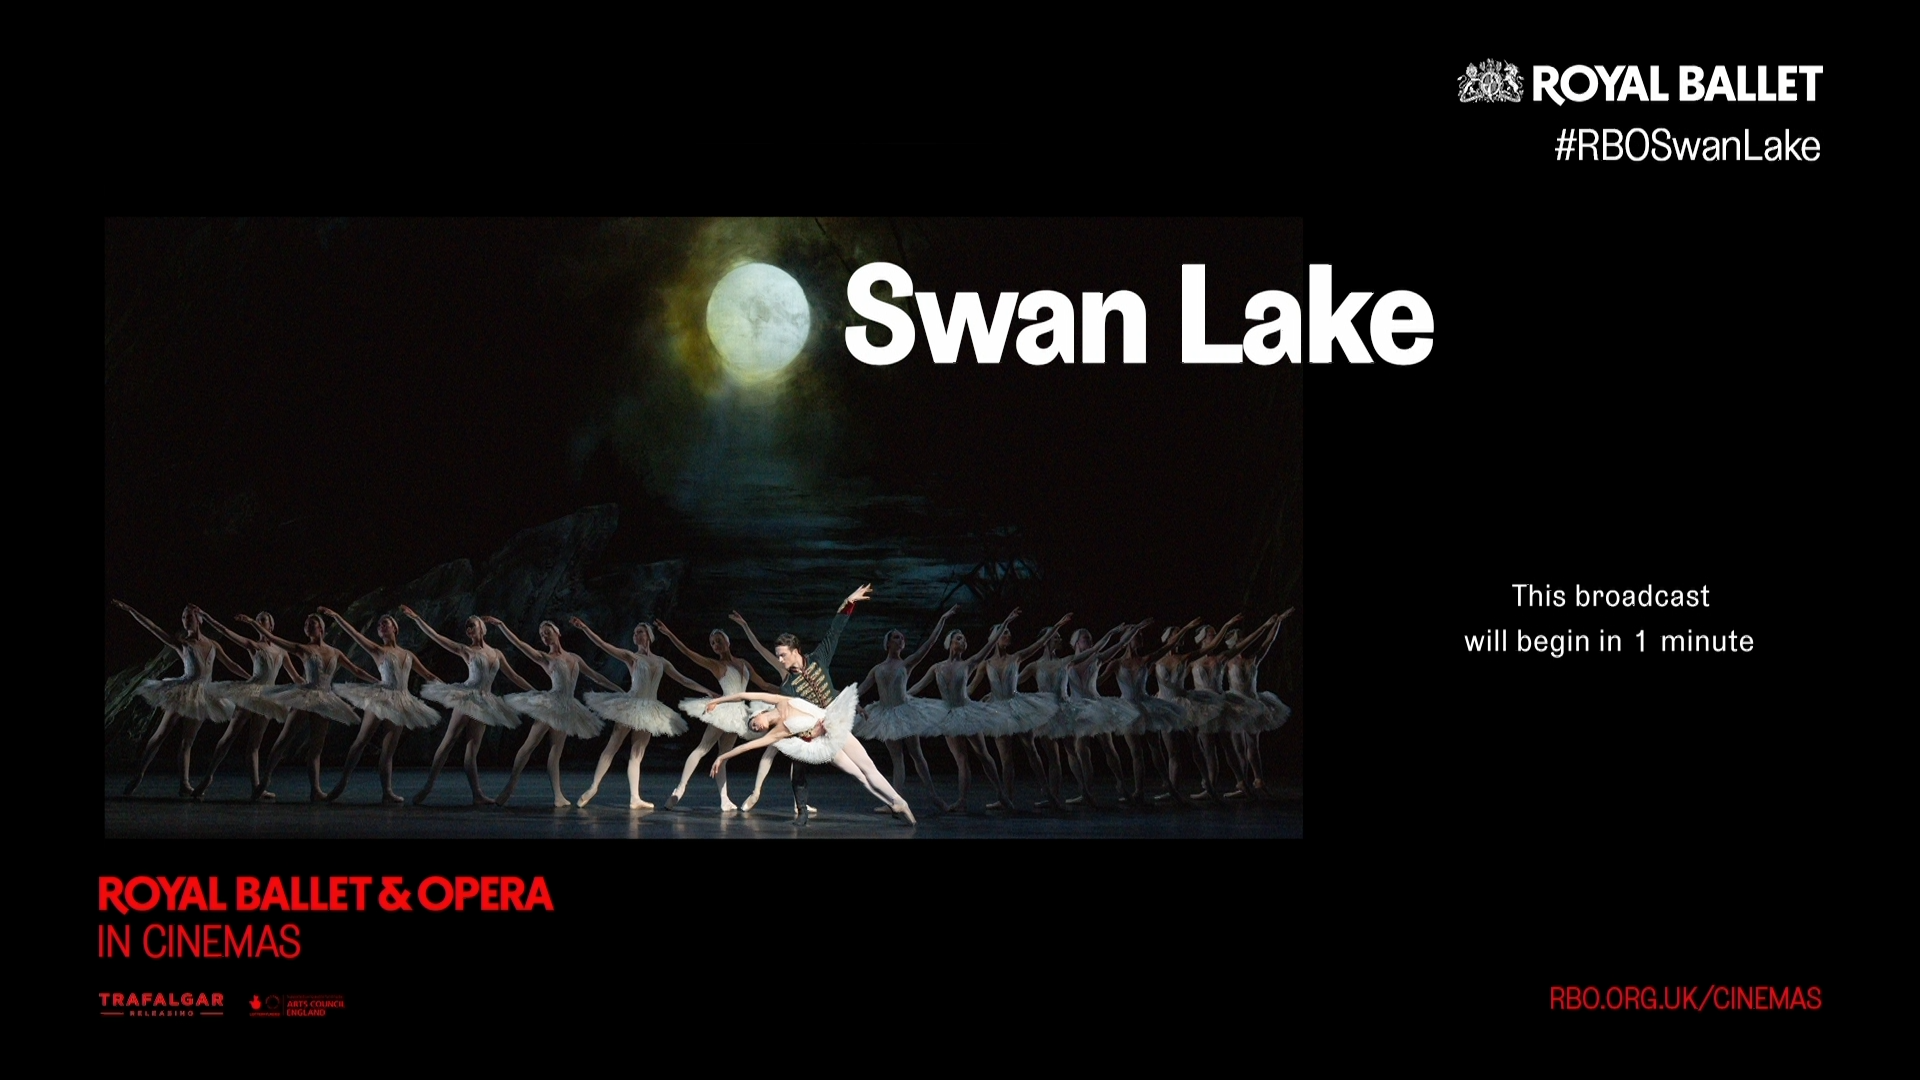 ROYAL BALLET
#RBOSwanLake
Swan Lake
This broadcast
will begin in 1 minute
ROYAL BALLET & OPERA
IN CINEMAS
TRAFALGAR
RELEASING
ARTS COUNCIL
ENGLAND
RBO.ORG.UK/CINEMAS